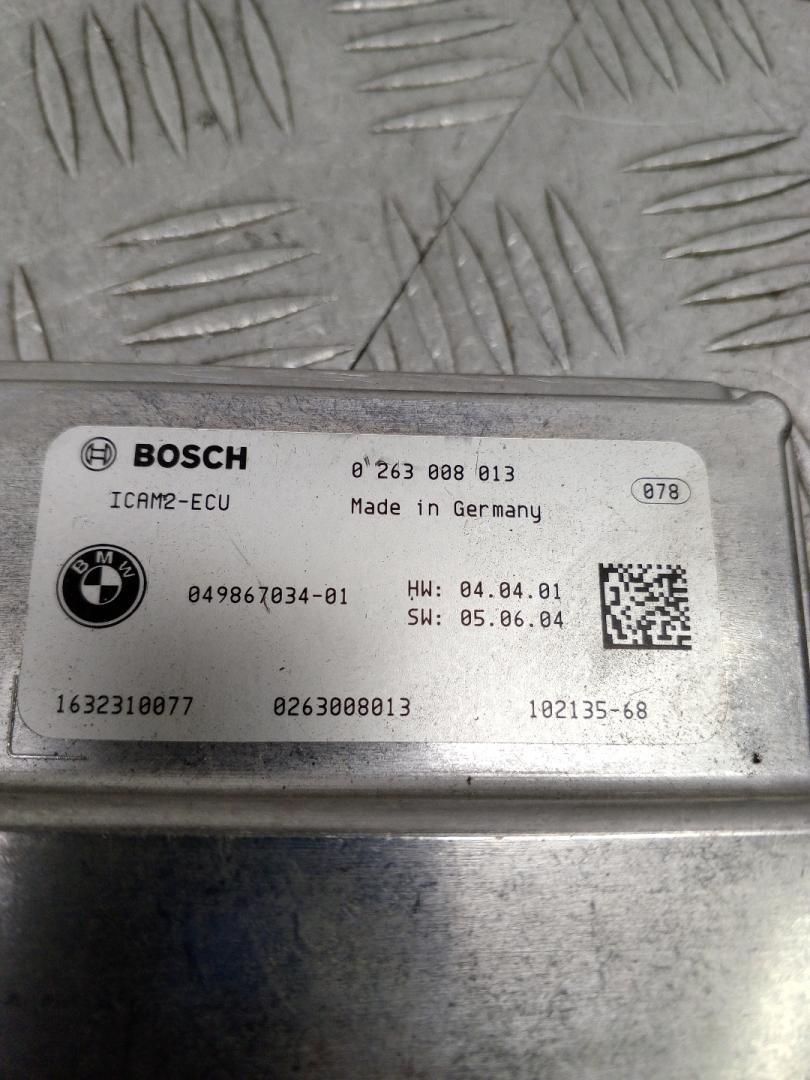 BOSCH
0 263 008 013
078
ICAM2-ECU
Made in Germany
BMW
049867034-01
HW: 04.04.01
SW: 05.06.04
1632310077
0263008013
102135-68